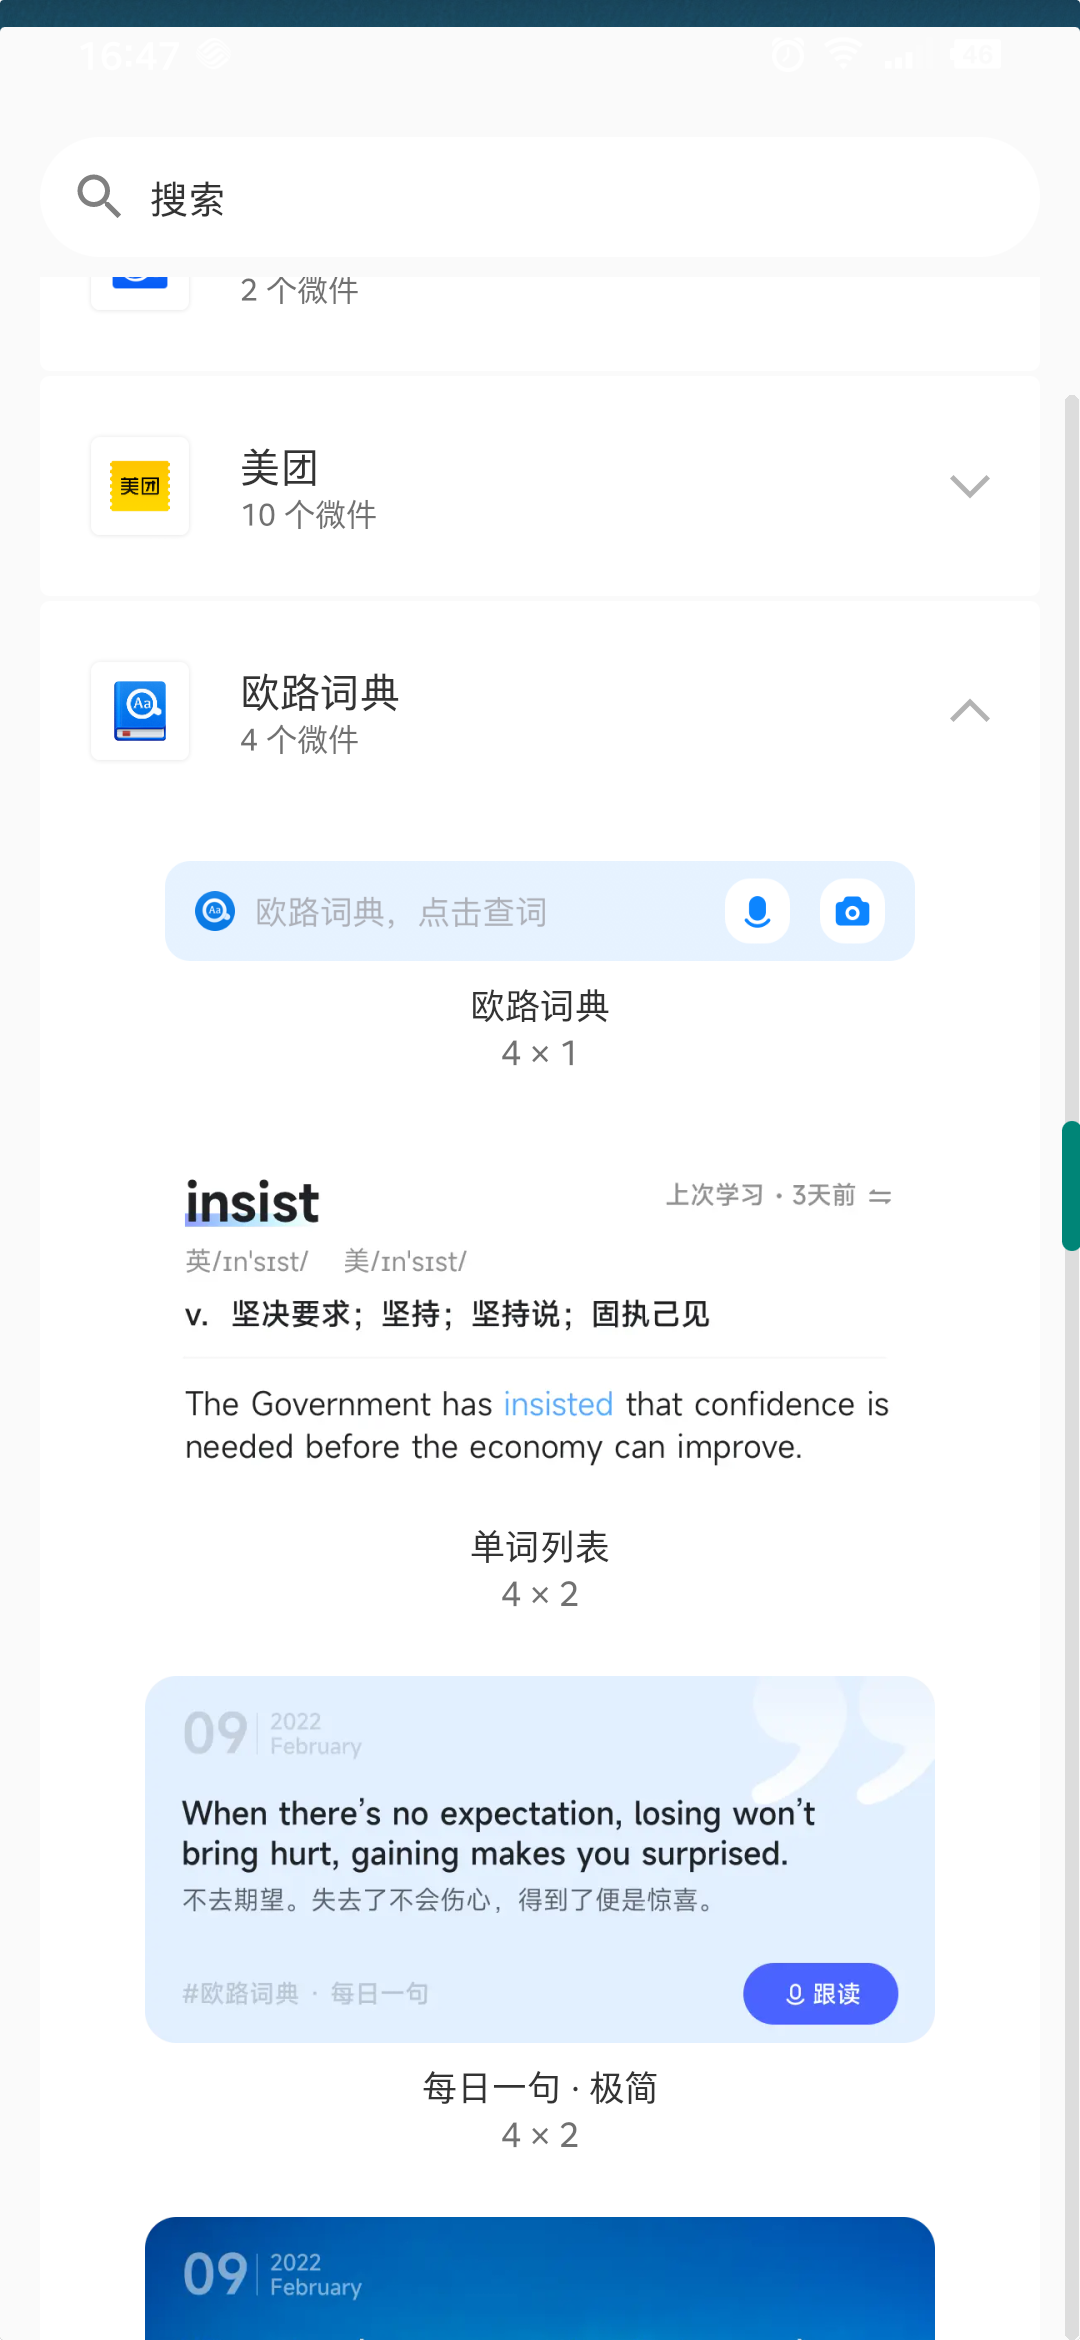 16:47
46
搜索
2 个微件
美团
美团
10 个微件
欧路词典
Aa
4 个微件
Aa
欧路词典，点击查词
欧路词典
4 × 1
insist
上次学习 · 3天前
英/ɪn'sɪst/ 美/ɪn'sɪst/
v. 坚决要求；坚持；坚持说；固执己见
The Government has insisted that confidence is
needed before the economy can improve.
单词列表
4 × 2
09
2022
February
When there’s no expectation, losing won’t
bring hurt, gaining makes you surprised.
不去期望。失去了不会伤心，得到了便是惊喜。
#欧路词典 · 每日一句
跟读
每日一句 · 极简
4 × 2
09
2022
February